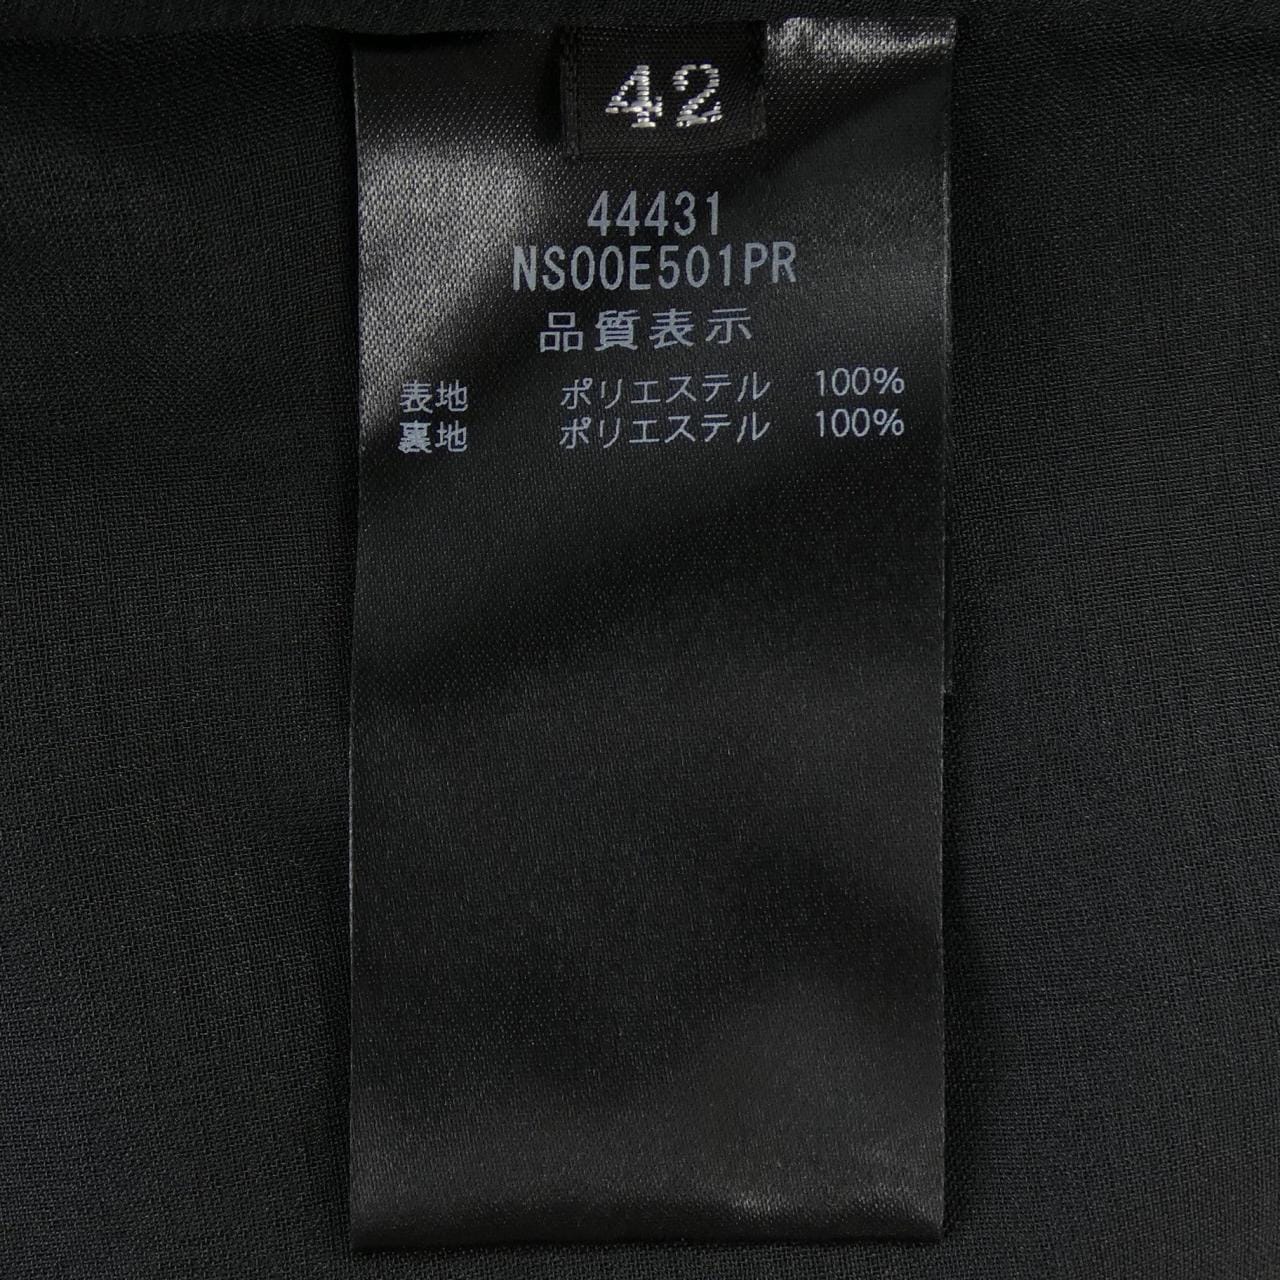 42
44431
NS00E501PR
品質表示
表地 ポリエステル 100%
裏地 ポリエステル 100%